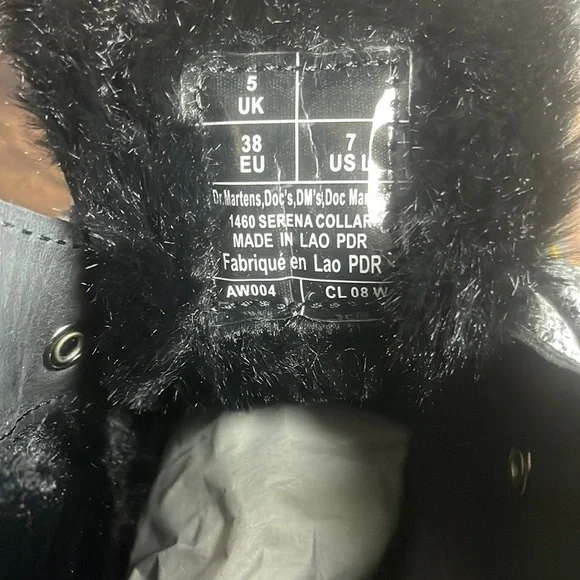 5
UK
38
EU
7
US L
Dr.Martens,Doc's,DM's,Doc
1460 SERENA COLLAR
MADE IN LAO PDR
Fabriqué en Lao PDR
AW004
CL 08 W